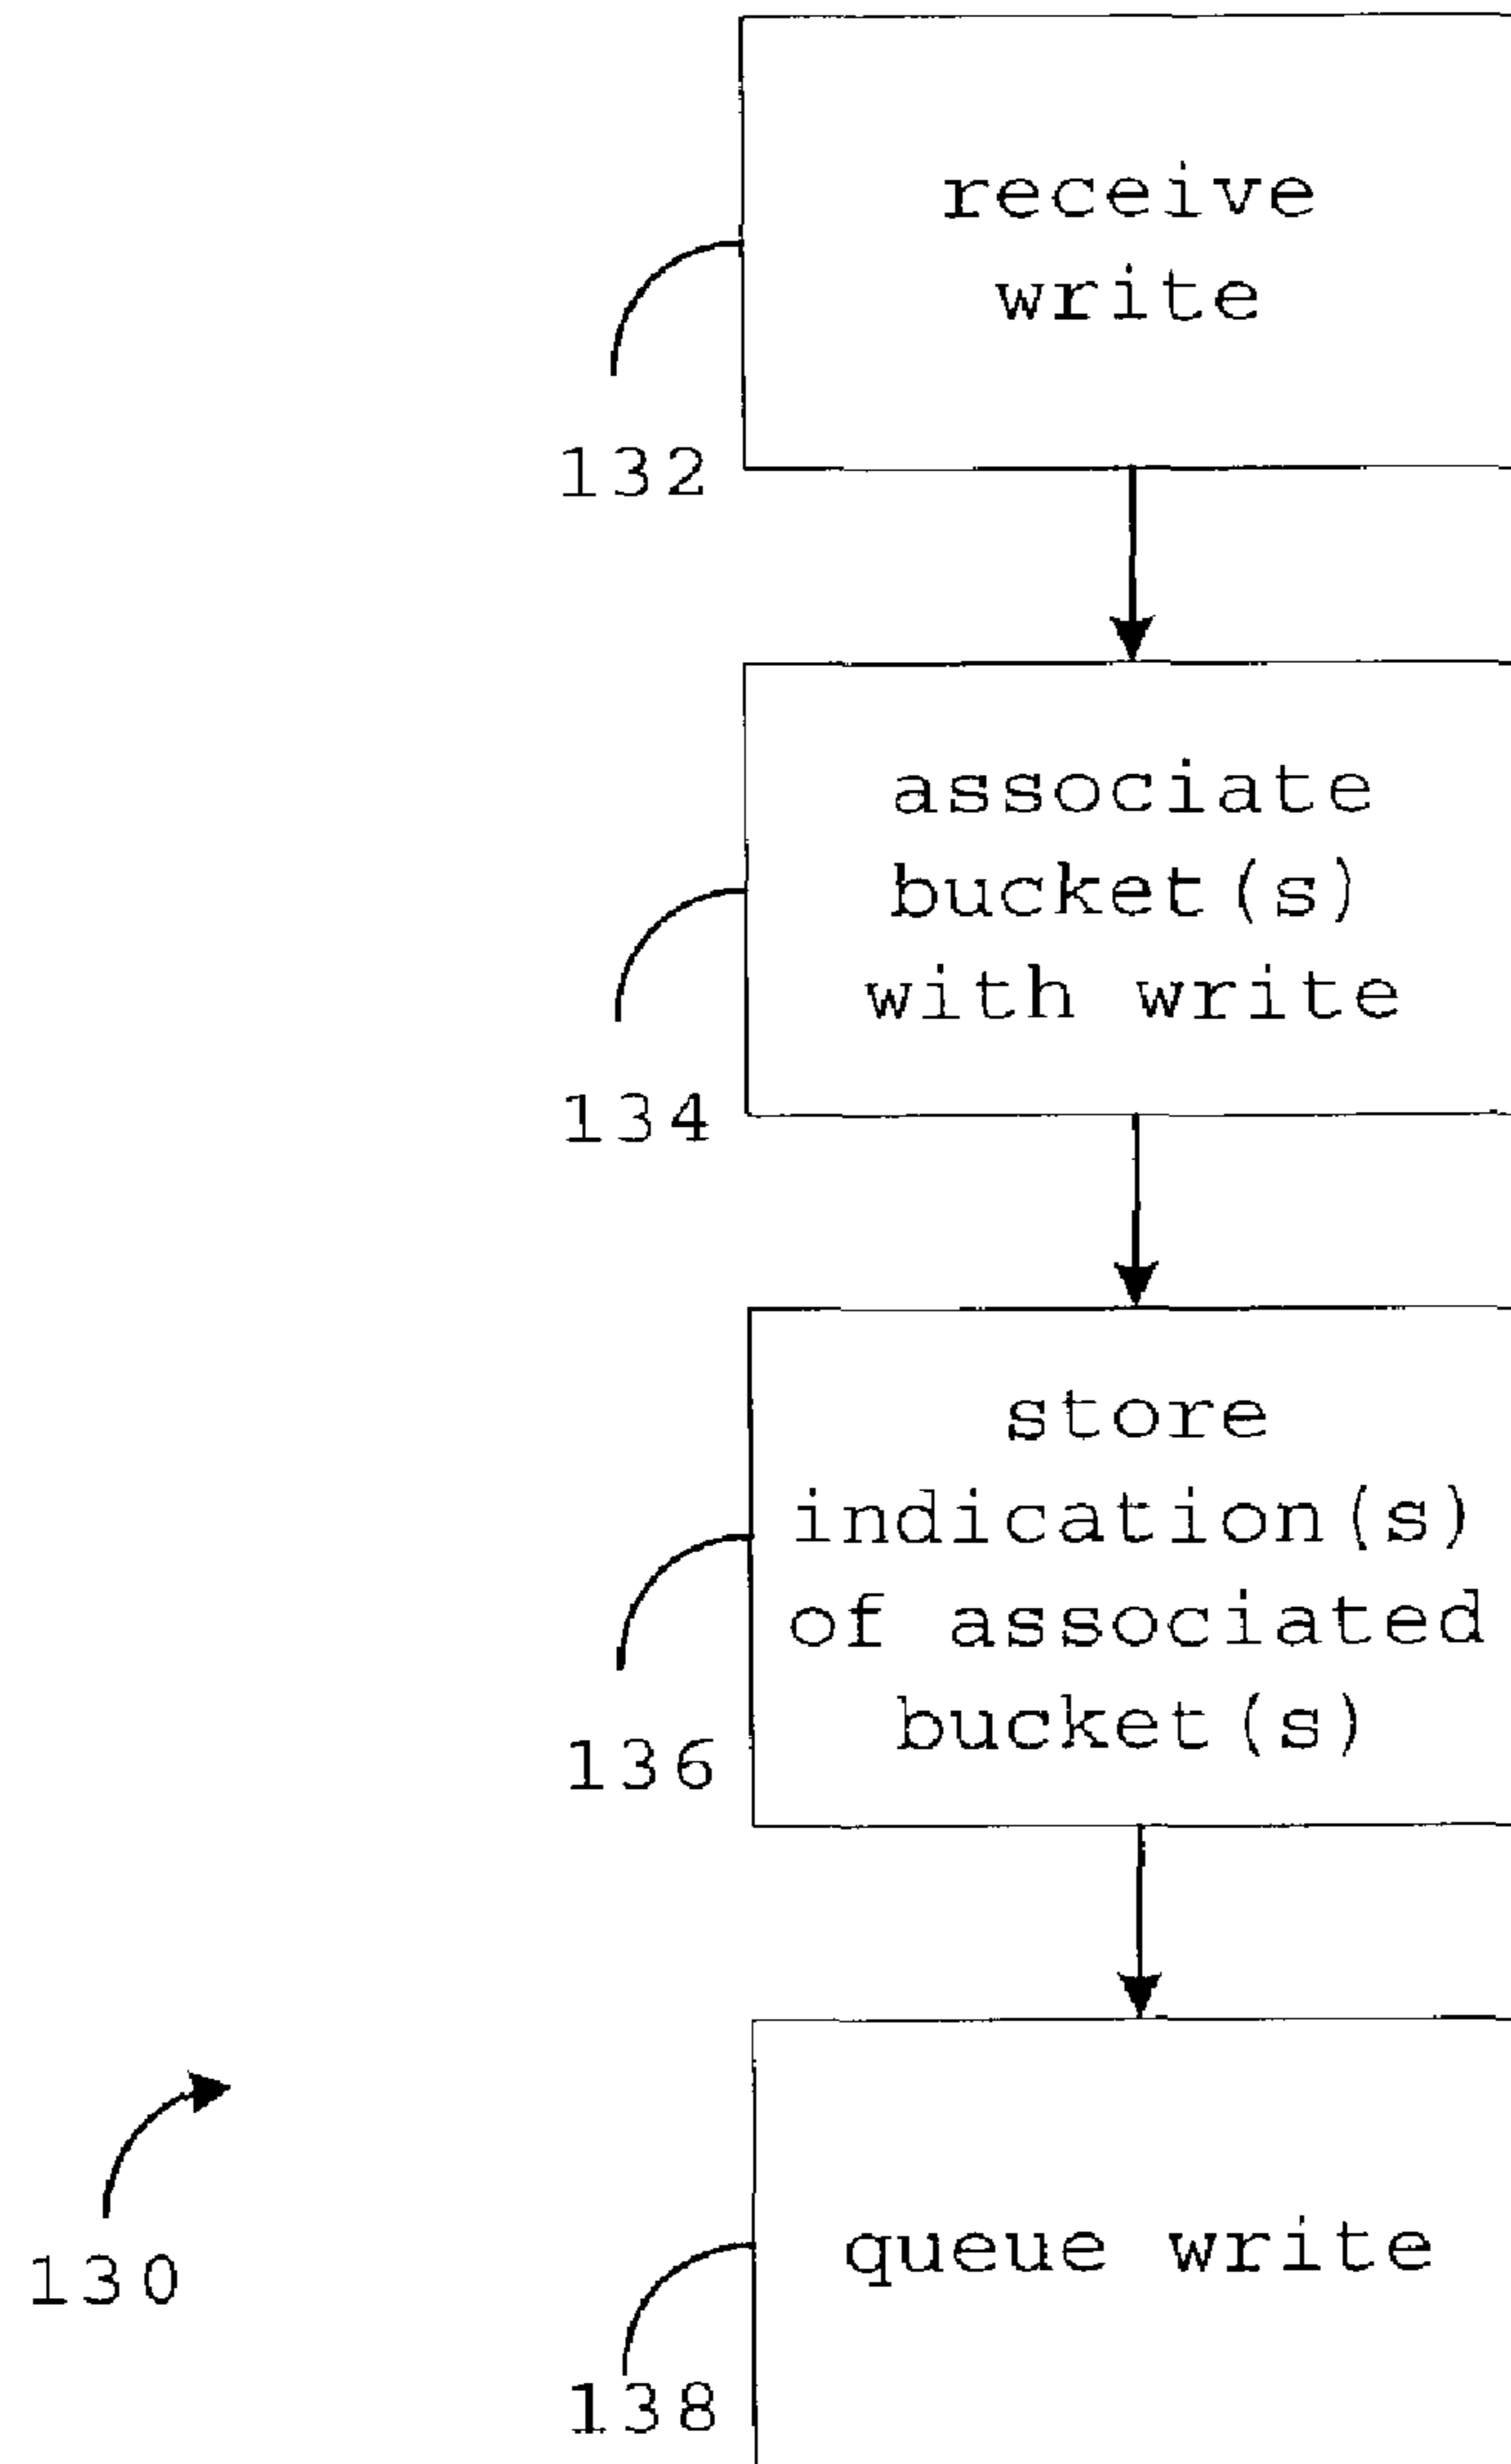 receive
write
132
associate
bucket(s)
with write
134
store
indication(s)
of associated
bucket(s)
136
queue write
130
138